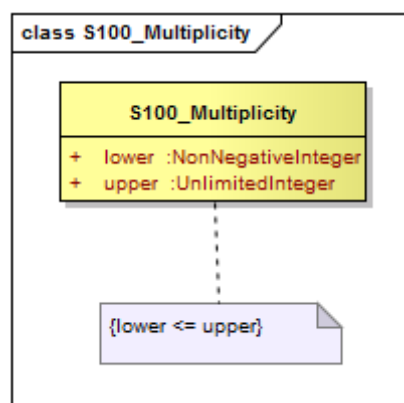 class S100_Multiplicity
S100_Multiplicity
+ lower :NonNegativeInteger
+ upper :UnlimitedInteger
{lower <= upper}